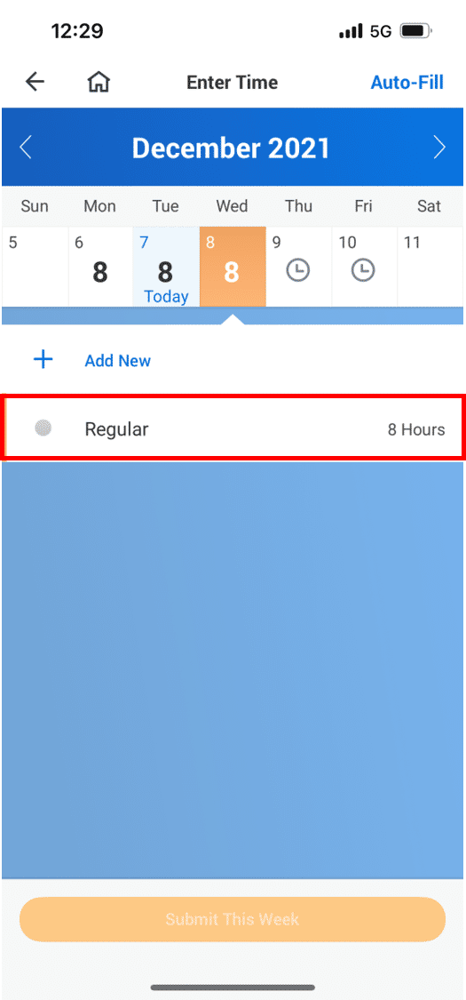 12:29 5G
Enter Time Auto-Fill
December 2021
Sun Mon Tue Wed Thu Fri Sat
5 6 7 8 9 10 11
8 8 8
Today
Add New
Regular 8 Hours
Submit This Week